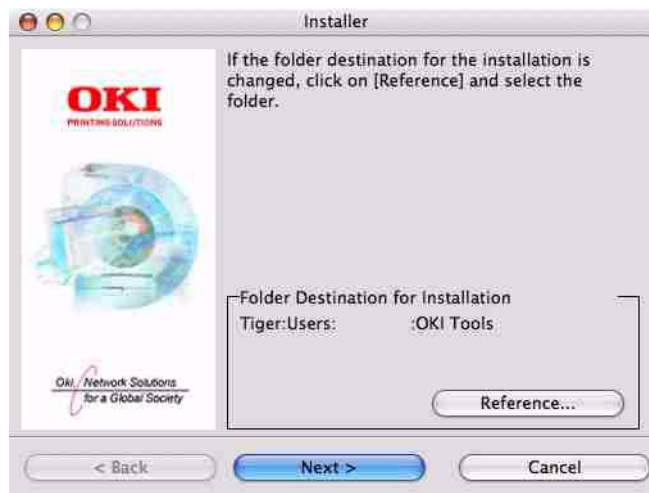 Installer
OKI
PRINTING SOLUTIONS
If the folder destination for the installation is
changed, click on [Reference] and select the
folder.
Oki, Network Solutions
for a Global Society
Folder Destination for Installation
Tiger:Users: :OKI Tools
Reference...
< Back
Next >
Cancel